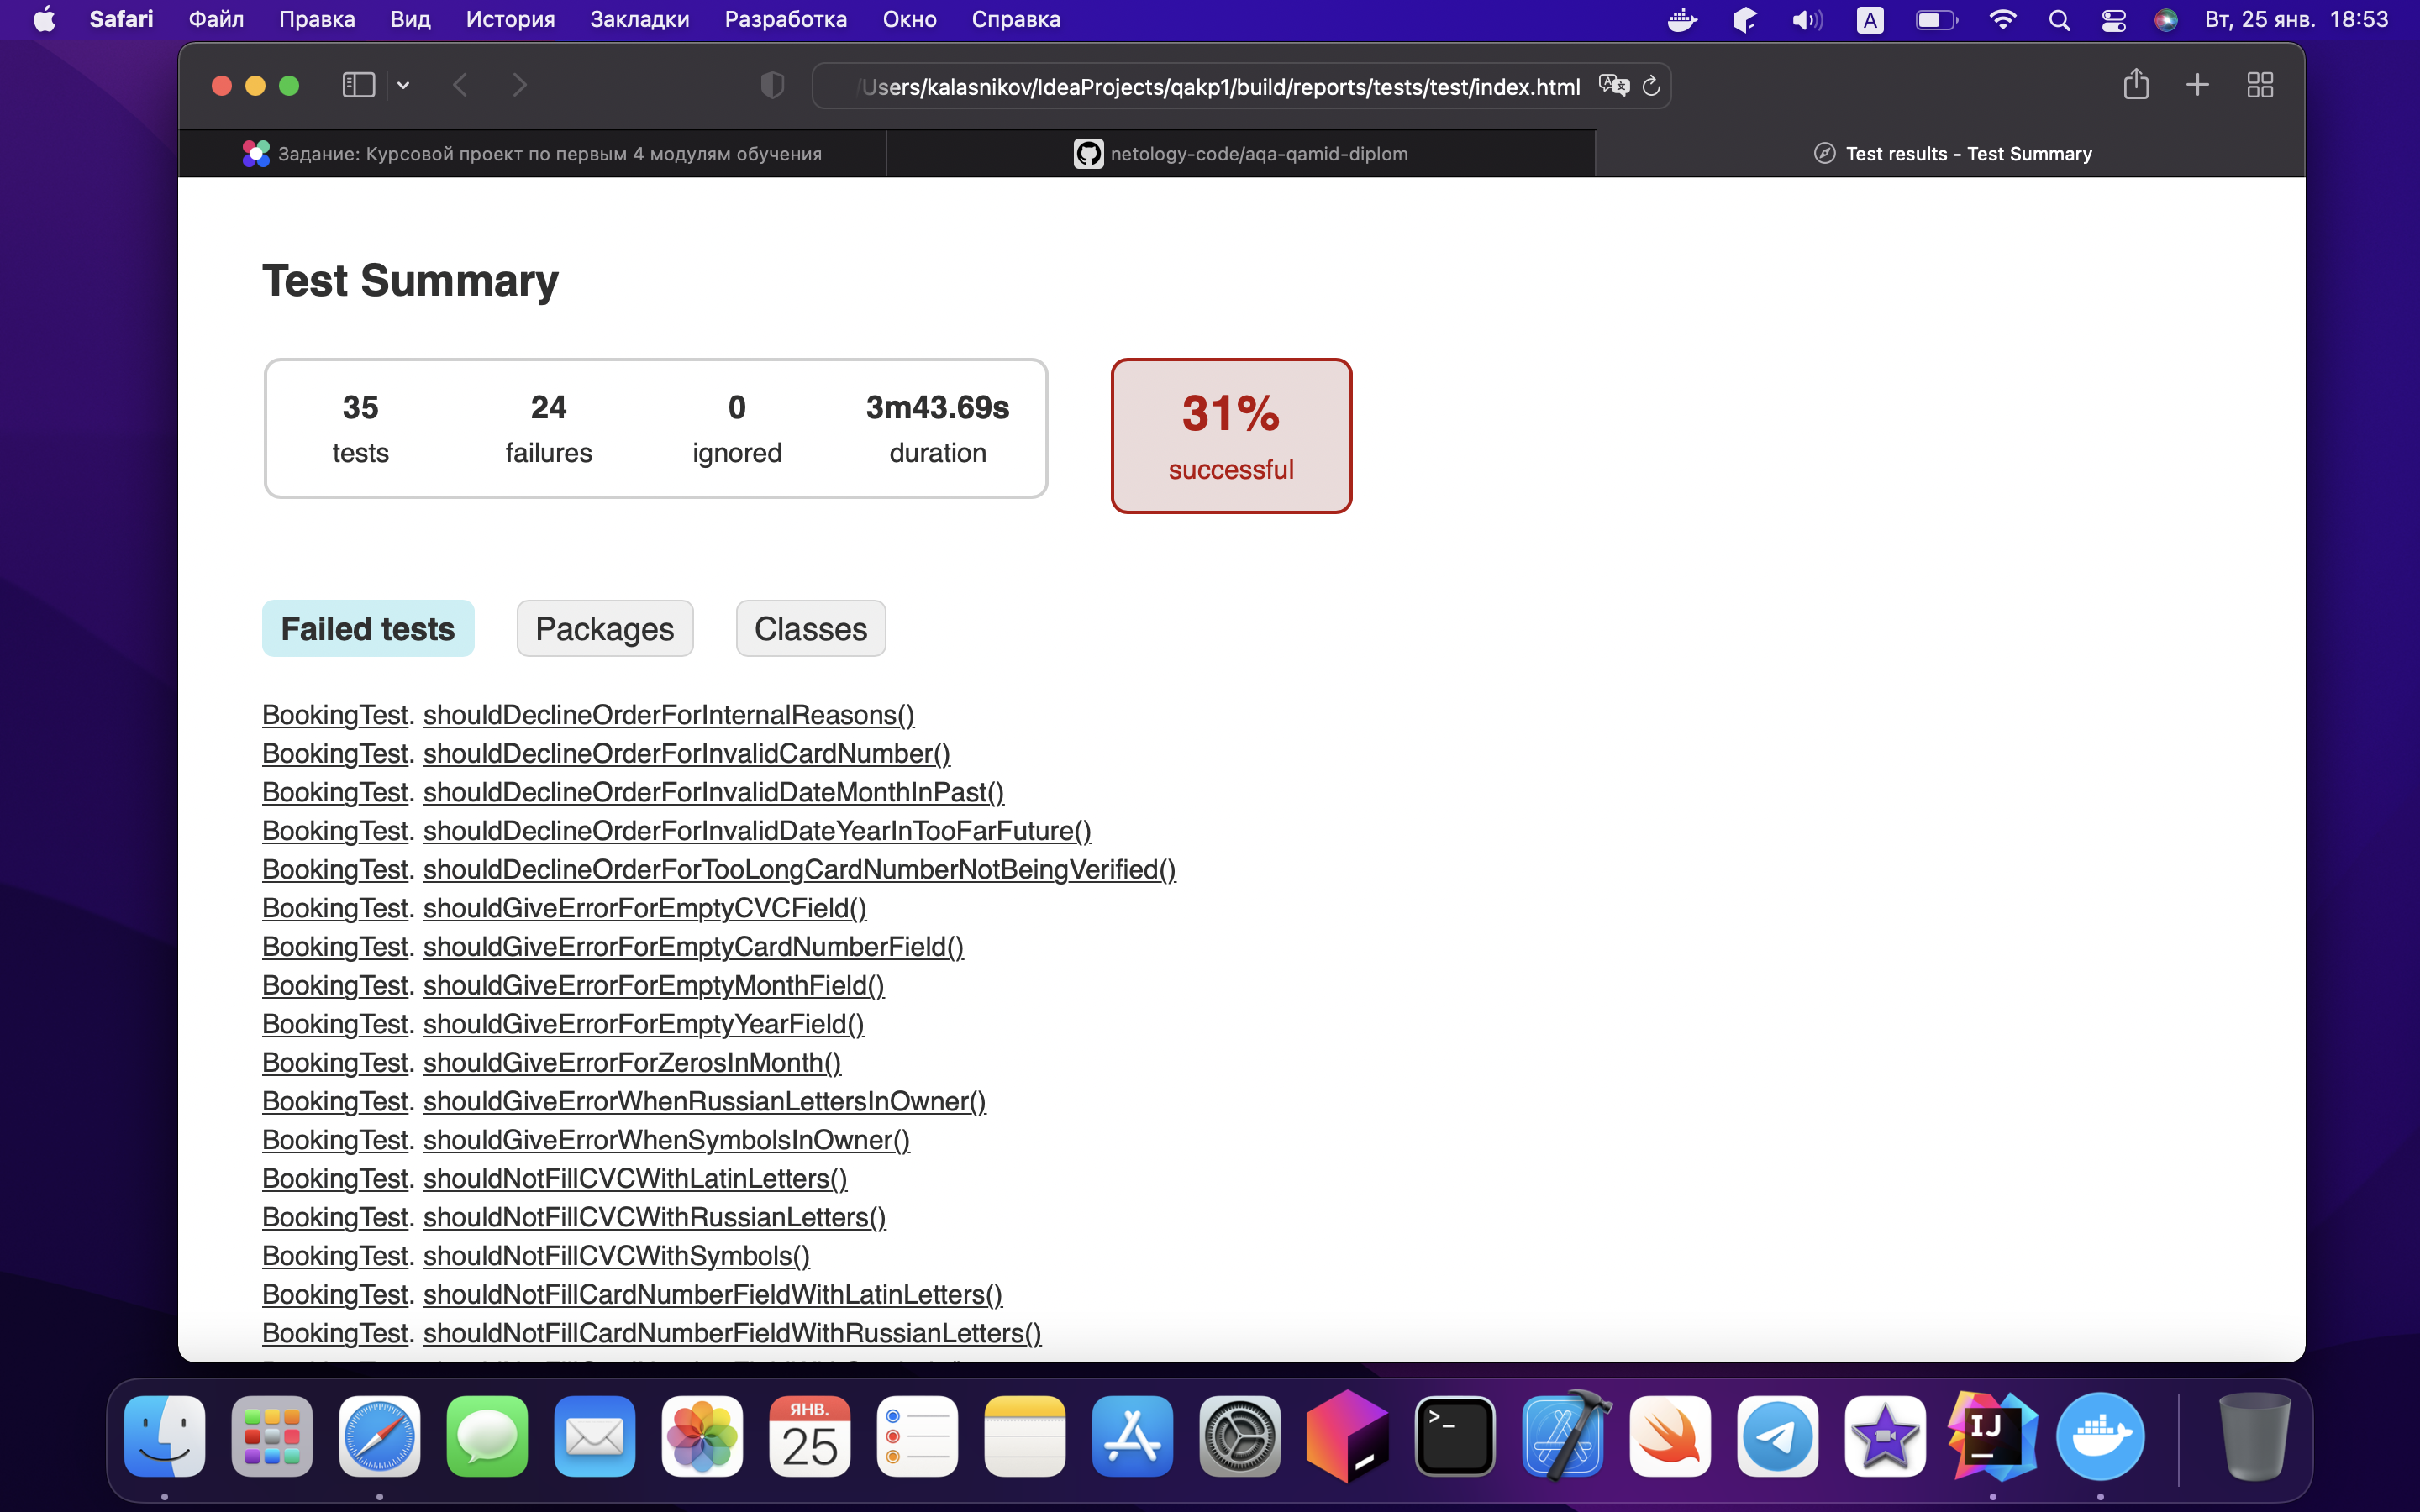 Safari Файл Правка Вид История Закладки Разработка Окно Справка A Вт, 25 янв. 18:53
/Users/kalasnikov/IdeaProjects/qakp1/build/reports/tests/test/index.html
Задание: Курсовой проект по первым 4 модулям обучения
netology-code/aqa-qamid-diplom
Test results - Test Summary
Test Summary
35 24 0 3m43.69s
tests failures ignored duration
31%
successful
Failed tests Packages Classes
BookingTest. shouldDeclineOrderForInternalReasons()
BookingTest. shouldDeclineOrderForInvalidCardNumber()
BookingTest. shouldDeclineOrderForInvalidDateMonthInPast()
BookingTest. shouldDeclineOrderForInvalidDateYearInTooFarFuture()
BookingTest. shouldDeclineOrderForTooLongCardNumberNotBeingVerified()
BookingTest. shouldGiveErrorForEmptyCVCField()
BookingTest. shouldGiveErrorForEmptyCardNumberField()
BookingTest. shouldGiveErrorForEmptyMonthField()
BookingTest. shouldGiveErrorForEmptyYearField()
BookingTest. shouldGiveErrorForZerosInMonth()
BookingTest. shouldGiveErrorWhenRussianLettersInOwner()
BookingTest. shouldGiveErrorWhenSymbolsInOwner()
BookingTest. shouldNotFillCVCWithLatinLetters()
BookingTest. shouldNotFillCVCWithRussianLetters()
BookingTest. shouldNotFillCVCWithSymbols()
BookingTest. shouldNotFillCardNumberFieldWithLatinLetters()
BookingTest. shouldNotFillCardNumberFieldWithRussianLetters()
ЯНВ.
25
IJ